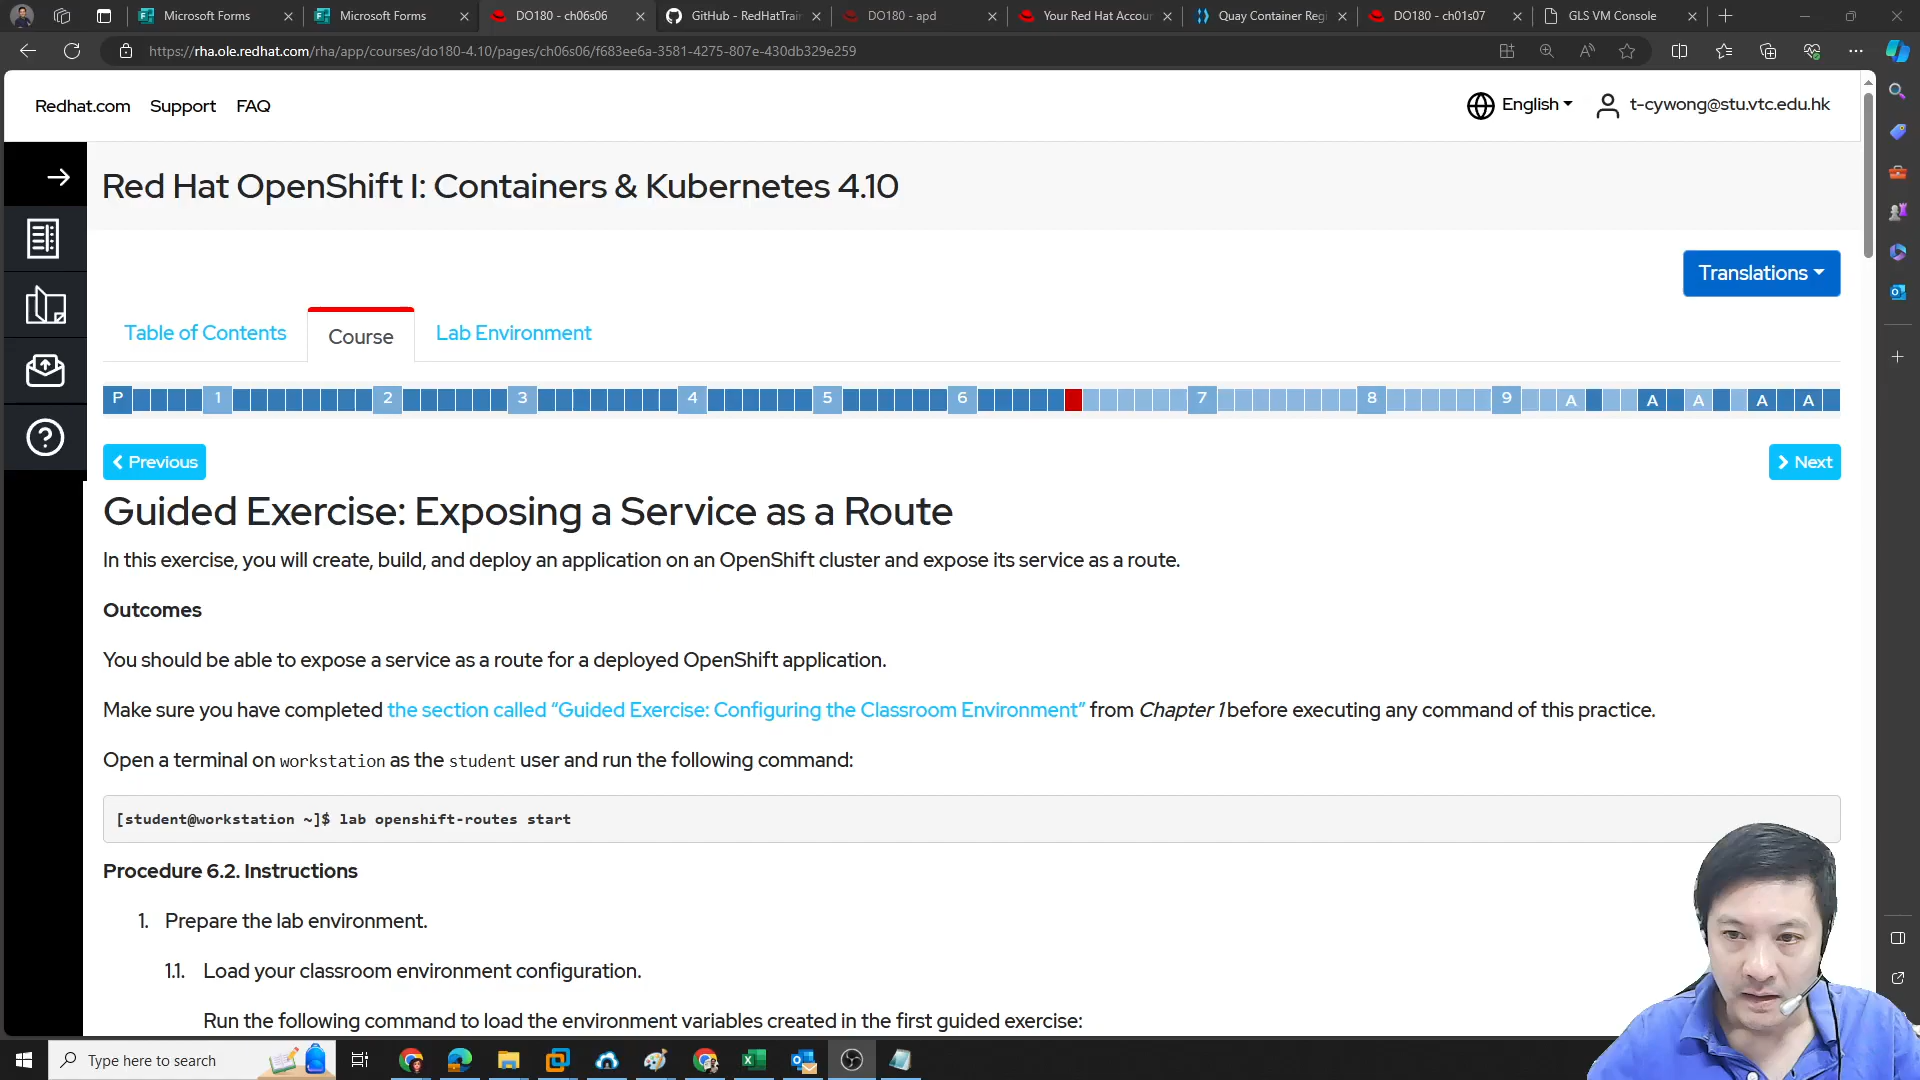 Microsoft Forms
Microsoft Forms
DO180 - ch06s06
GitHub - RedHatTrai
DO180 - apd
Your Red Hat Accou
Quay Container Regi
DO180 - ch01s07
GLS VM Console
https://rha.ole.redhat.com/rha/app/courses/do180-4.10/pages/ch06s06/f683ee6a-3581-4275-807e-430db329e259
Redhat.com Support FAQ
English
t-cywong@stu.vtc.edu.hk
Red Hat OpenShift I: Containers & Kubernetes 4.10
Translations
Table of Contents
Course
Lab Environment
P 1 2 3 4 5 6 7 8 9 A A A A A
Previous
Next
Guided Exercise: Exposing a Service as a Route
In this exercise, you will create, build, and deploy an application on an OpenShift cluster and expose its service as a route.
Outcomes
You should be able to expose a service as a route for a deployed OpenShift application.
Make sure you have completed the section called “Guided Exercise: Configuring the Classroom Environment” from Chapter 1 before executing any command of this practice.
Open a terminal on workstation as the student user and run the following command:
[student@workstation ~]$ lab openshift-routes start
Procedure 6.2. Instructions
1. Prepare the lab environment.
1.1. Load your classroom environment configuration.
Run the following command to load the environment variables created in the first guided exercise:
Type here to search